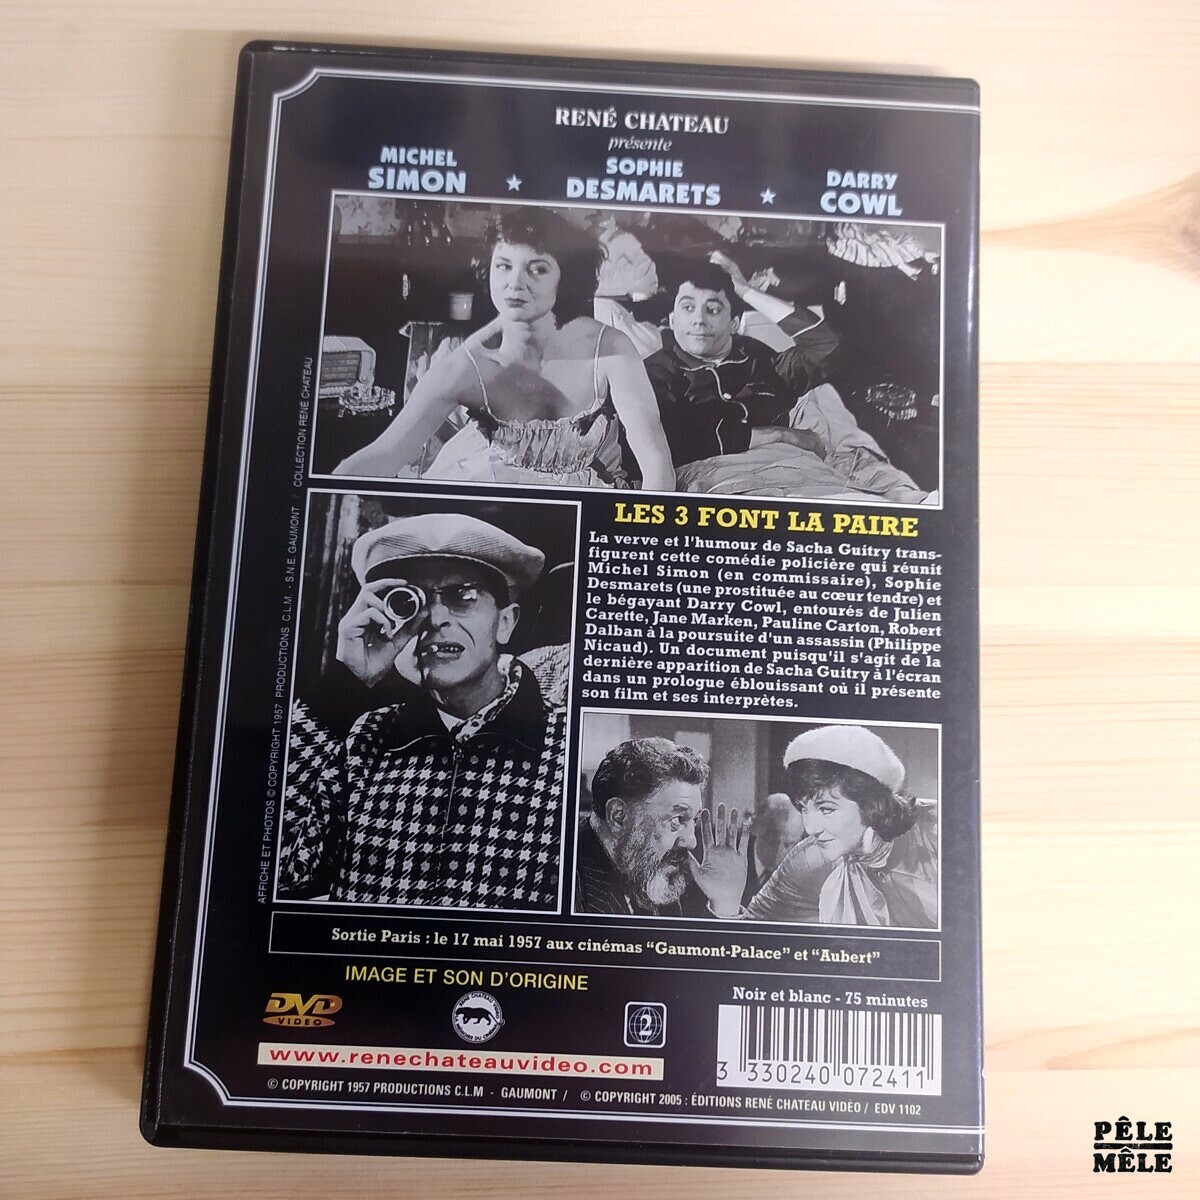 RENÉ CHATEAU
présente
MICHEL
SIMON
SOPHIE
DESMARETS
DARRY
COWL
AFFICHE ET PHOTOS © COPYRIGHT 1957 PRODUCTIONS C.L.M. - S.N.E. GAUMONT / COLLECTION RENÉ CHATEAU
LES 3 FONT LA PAIRE
La verve et l'humour de Sacha Guitry trans-
figurent cette comédie policière qui réunit
Michel Simon (en commissaire), Sophie
Desmarets (une prostituée au cœur tendre) et
le bégayant Darry Cowl, entourés de Julien
Carette, Jane Marken, Pauline Carton, Robert
Dalban à la poursuite d'un assassin (Philippe
Nicaud). Un document puisqu'il s'agit de la
dernière apparition de Sacha Guitry à l'écran
dans un prologue éblouissant où il présente
son film et ses interprètes.
Sortie Paris : le 17 mai 1957 aux cinémas “Gaumont-Palace” et “Aubert”
IMAGE ET SON D'ORIGINE
Noir et blanc - 75 minutes
DVD
VIDEO
RENÉ CHATEAU VIDÉO
2
www.renechateauvideo.com
3 330240 072411
© COPYRIGHT 1957 PRODUCTIONS C.L.M - GAUMONT / © COPYRIGHT 2005 : ÉDITIONS RENÉ CHATEAU VIDÉO / EDV 1102
PÊLE
MÊLE